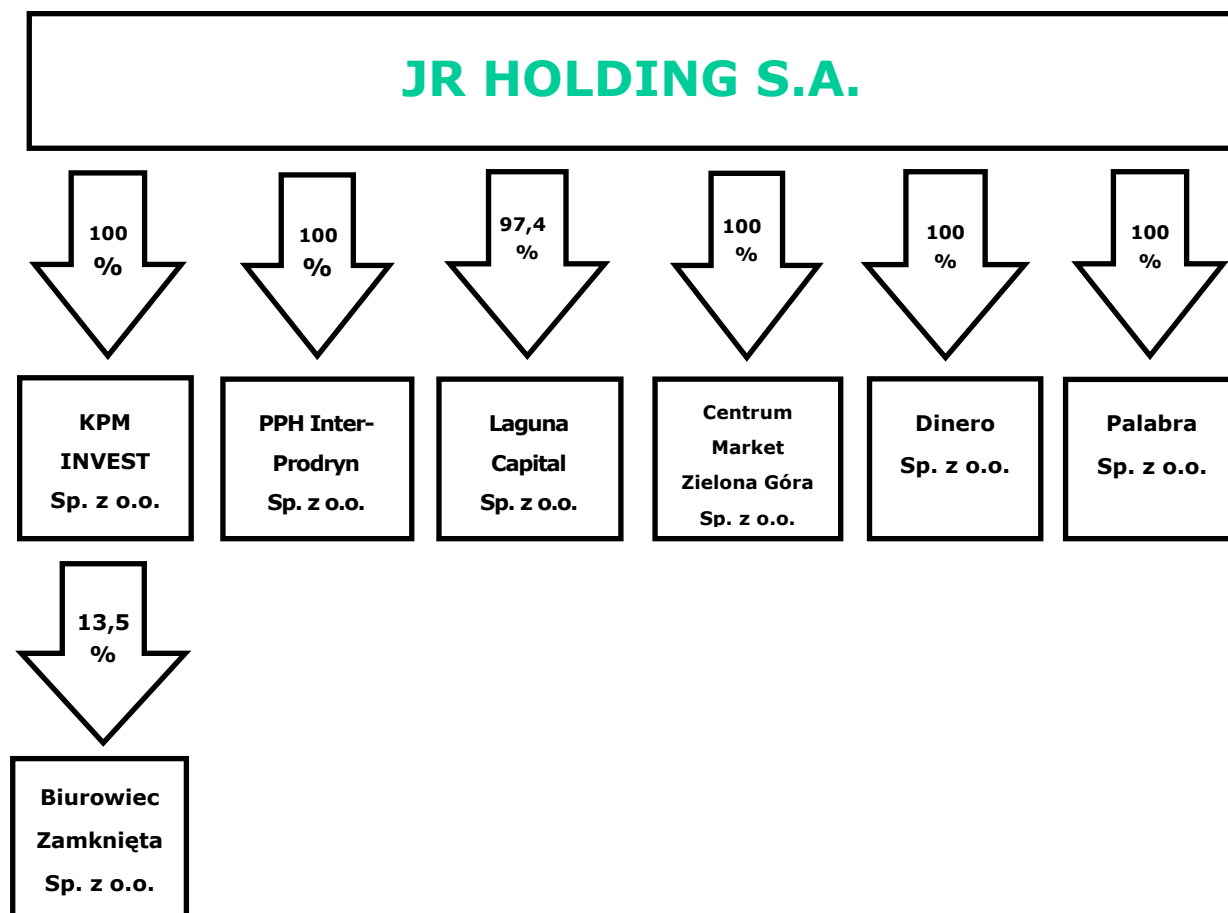 JR HOLDING S.A.
100
%
100
%
97,4
%
100
%
100
%
100
%
KPM
INVEST
Sp. z o.o.
PPH Inter-
Prodryn
Sp. z o.o.
Laguna
Capital
Sp. z o.o.
Centrum
Market
Zielona Góra
Sp. z o.o.
Dinero
Sp. z o.o.
Palabra
Sp. z o.o.
13,5
%
Biurowiec
Zamknięta
Sp. z o.o.